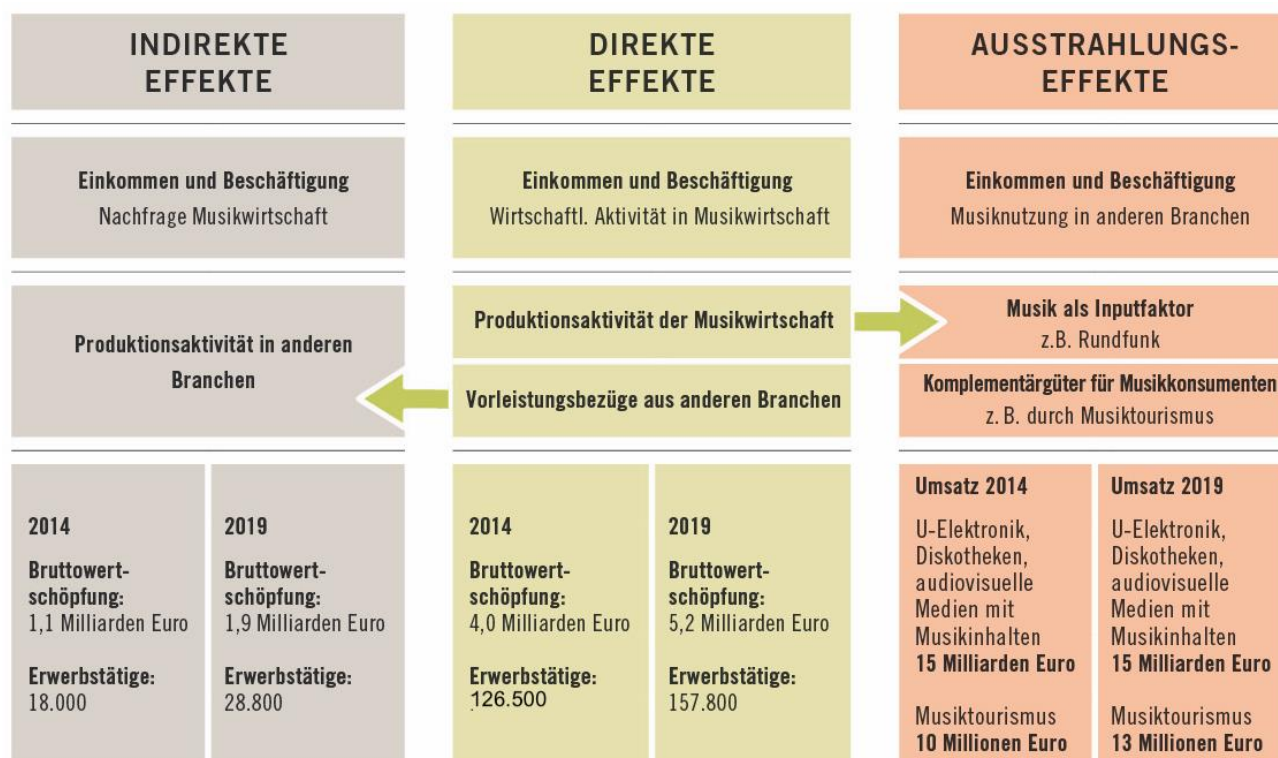 INDIREKTE
EFFEKTE
Einkommen und Beschäftigung
Nachfrage Musikwirtschaft
Produktionsaktivität in anderen
Branchen
2014
Bruttowert-
schöpfung:
1,1 Milliarden Euro
Erwerbstätige:
18.000
2019
Bruttowert-
schöpfung:
1,9 Milliarden Euro
Erwerbstätige:
28.800
DIREKTE
EFFEKTE
Einkommen und Beschäftigung
Wirtschaftl. Aktivität in Musikwirtschaft
Produktionsaktivität der Musikwirtschaft
Vorleistungsbezüge aus anderen Branchen
2014
Bruttowert-
schöpfung:
4,0 Milliarden Euro
Erwerbstätige:
126.500
2019
Bruttowert-
schöpfung:
5,2 Milliarden Euro
Erwerbstätige:
157.800
AUSSTRAHLUNGS-
EFFEKTE
Einkommen und Beschäftigung
Musiknutzung in anderen Branchen
Musik als Inputfaktor
z.B. Rundfunk
Komplementärgüter für Musikkonsumenten
z. B. durch Musiktourismus
Umsatz 2014
U-Elektronik,
Diskotheken,
audiovisuelle
Medien mit
Musikinhalten
15 Milliarden Euro
Musiktourismus
10 Millionen Euro
Umsatz 2019
U-Elektronik,
Diskotheken,
audiovisuelle
Medien mit
Musikinhalten
15 Milliarden Euro
Musiktourismus
13 Millionen Euro